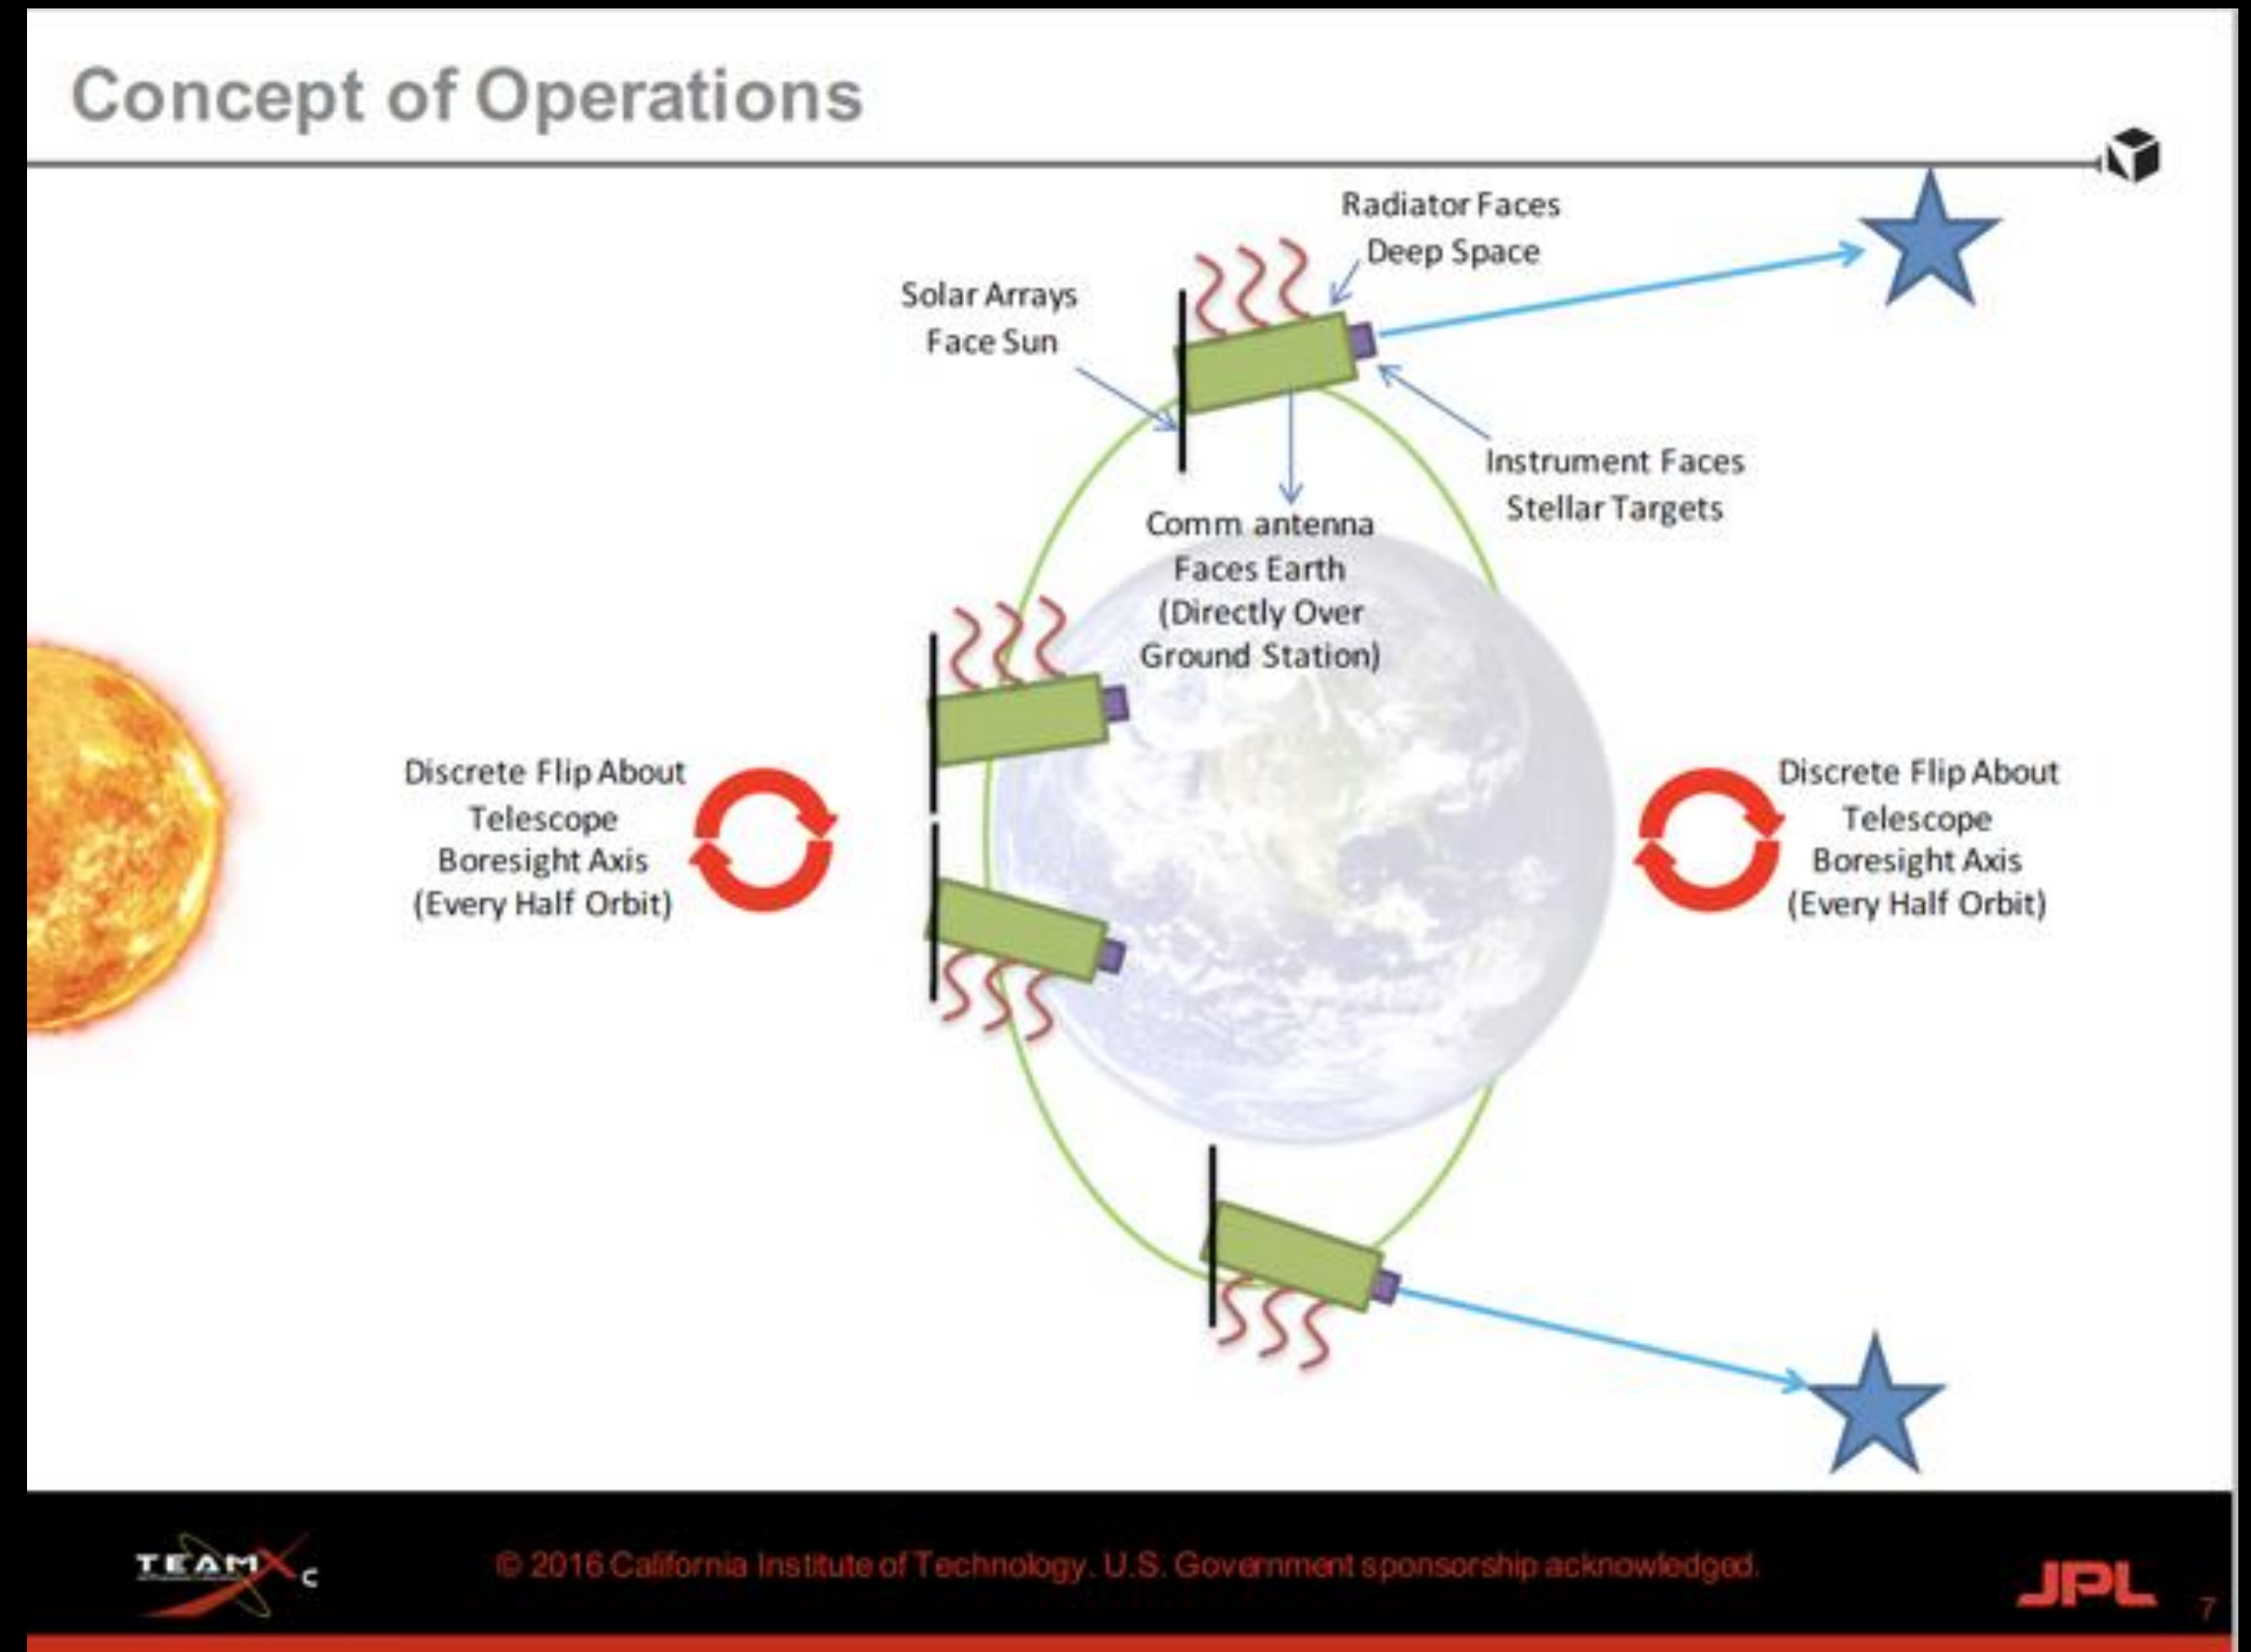 Concept of Operations
Radiator Faces
Deep Space
Solar Arrays
Face Sun
Instrument Faces
Stellar Targets
Comm antenna
Faces Earth
(Directly Over
Ground Station)
Discrete Flip About
Telescope
Boresight Axis
(Every Half Orbit)
Discrete Flip About
Telescope
Boresight Axis
(Every Half Orbit)
TEAM X c
© 2016 California Institute of Technology. U.S. Government sponsorship acknowledged.
JPL
7